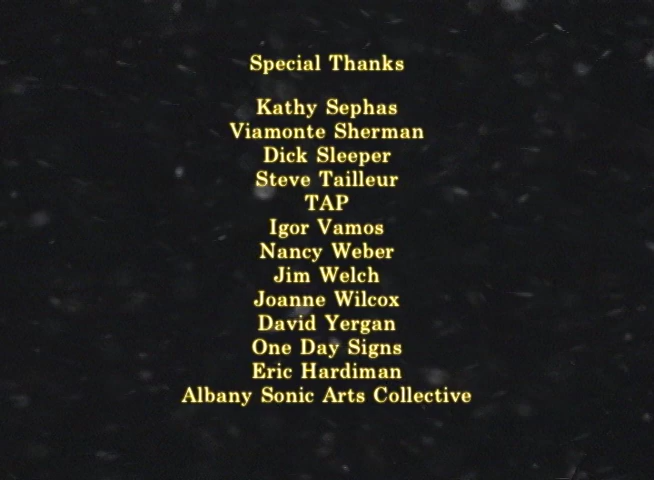 Special Thanks
Kathy Sephas
Viamonte Sherman
Dick Sleeper
Steve Tailleur
TAP
Igor Vamos
Nancy Weber
Jim Welch
Joanne Wilcox
David Yergan
One Day Signs
Eric Hardiman
Albany Sonic Arts Collective